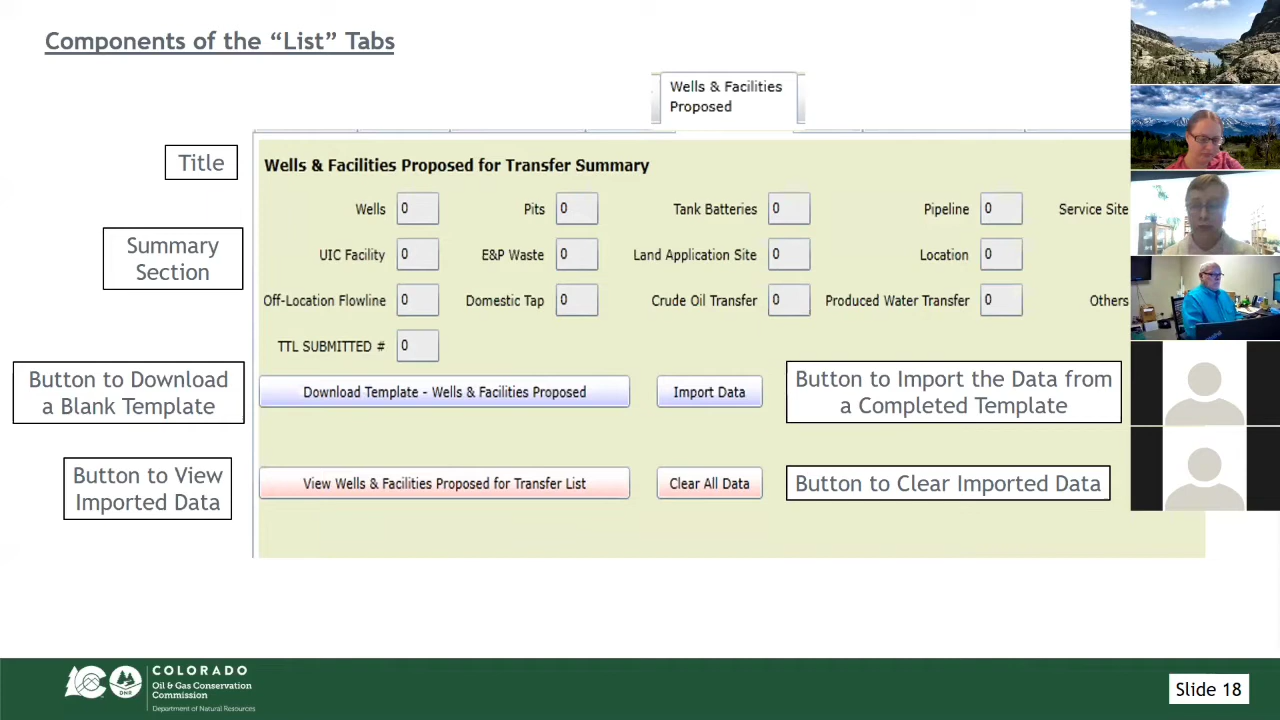 Components of the “List” Tabs
Wells & Facilities
Proposed
Title
Wells & Facilities Proposed for Transfer Summary
Wells 0 Pits 0 Tank Batteries 0 Pipeline 0 Service Site
Summary
Section
UIC Facility 0 E&P Waste 0 Land Application Site 0 Location 0
Off-Location Flowline 0 Domestic Tap 0 Crude Oil Transfer 0 Produced Water Transfer 0 Others
TTL SUBMITTED # 0
Button to Download
a Blank Template
Download Template - Wells & Facilities Proposed
Import Data
Button to Import the Data from
a Completed Template
Button to View
Imported Data
View Wells & Facilities Proposed for Transfer List
Clear All Data
Button to Clear Imported Data
COLORADO
Oil & Gas Conservation
Commission
Department of Natural Resources
DNR
Slide 18